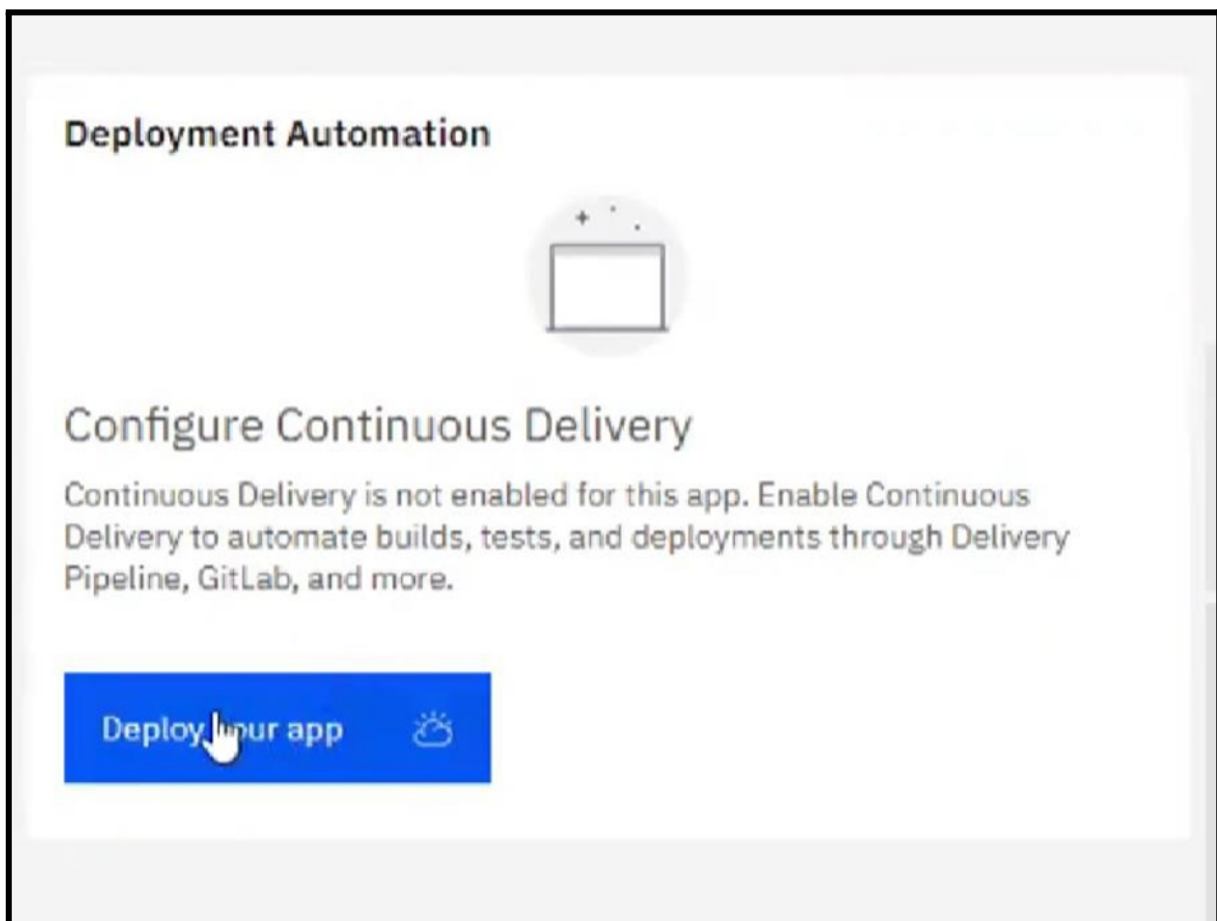 Deployment Automation
Configure Continuous Delivery
Continuous Delivery is not enabled for this app. Enable Continuous
Delivery to automate builds, tests, and deployments through Delivery
Pipeline, GitLab, and more.
Deploy your app